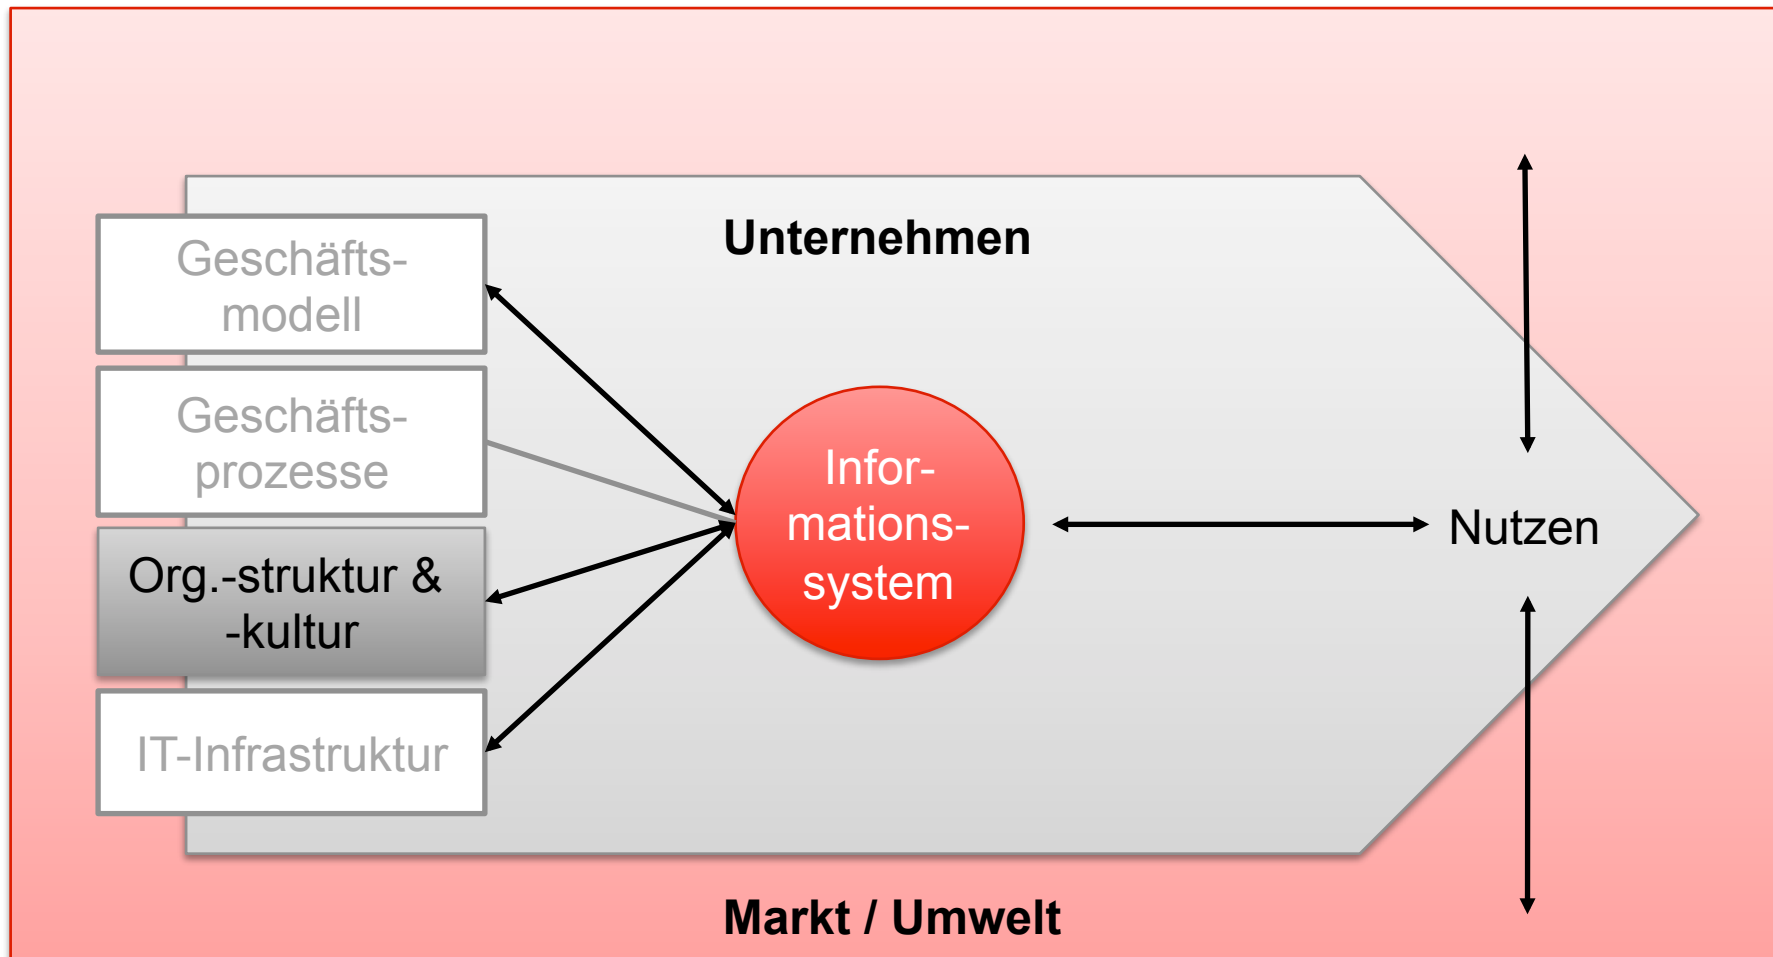 Unternehmen
Geschäfts-
modell
Geschäfts-
prozesse
Org.-struktur &
-kultur
IT-Infrastruktur
Infor-
mations-
system
Nutzen
Markt / Umwelt